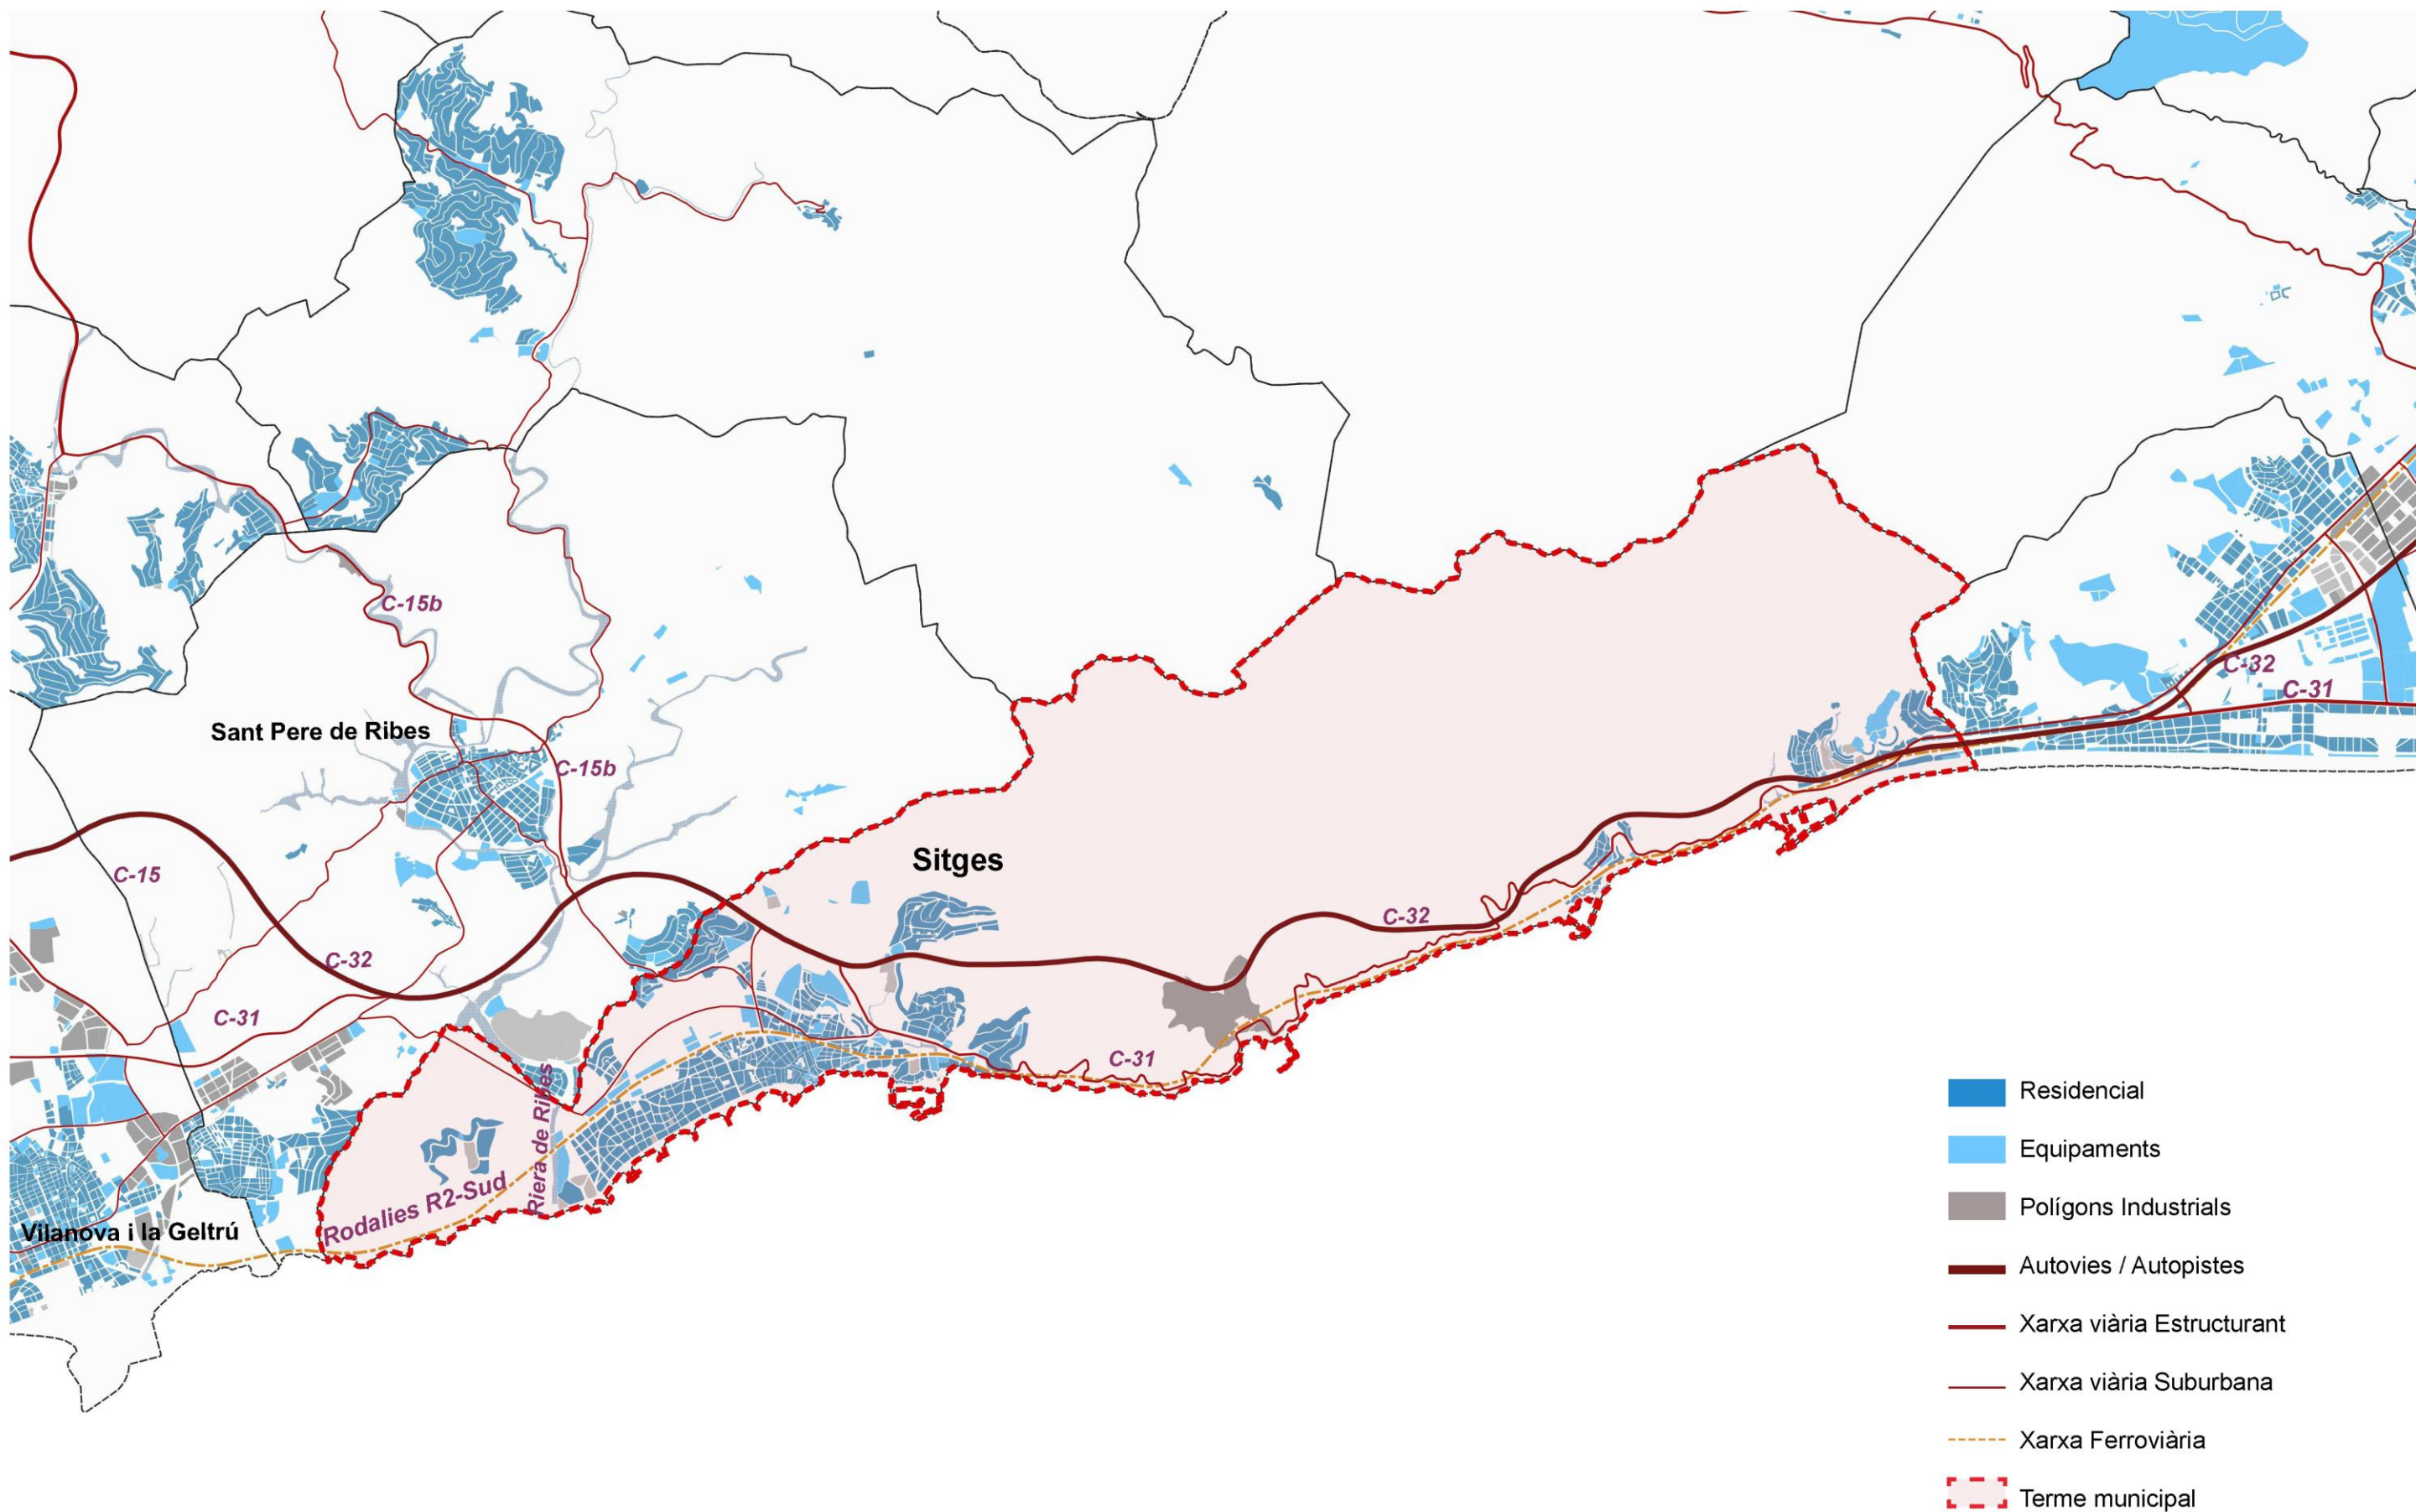 C-15b
Sant Pere de Ribes
C-15b
C-32
C-31
Sitges
C-15
C-32
C-32
C-31
C-31
Riera de Ribes
Rodalies R2-Sud
Vilanova i la Geltrú
Residencial
Equipaments
Polígons Industrials
Autovies / Autopistes
Xarxa viària Estructurant
Xarxa viària Suburbana
Xarxa Ferroviària
Terme municipal